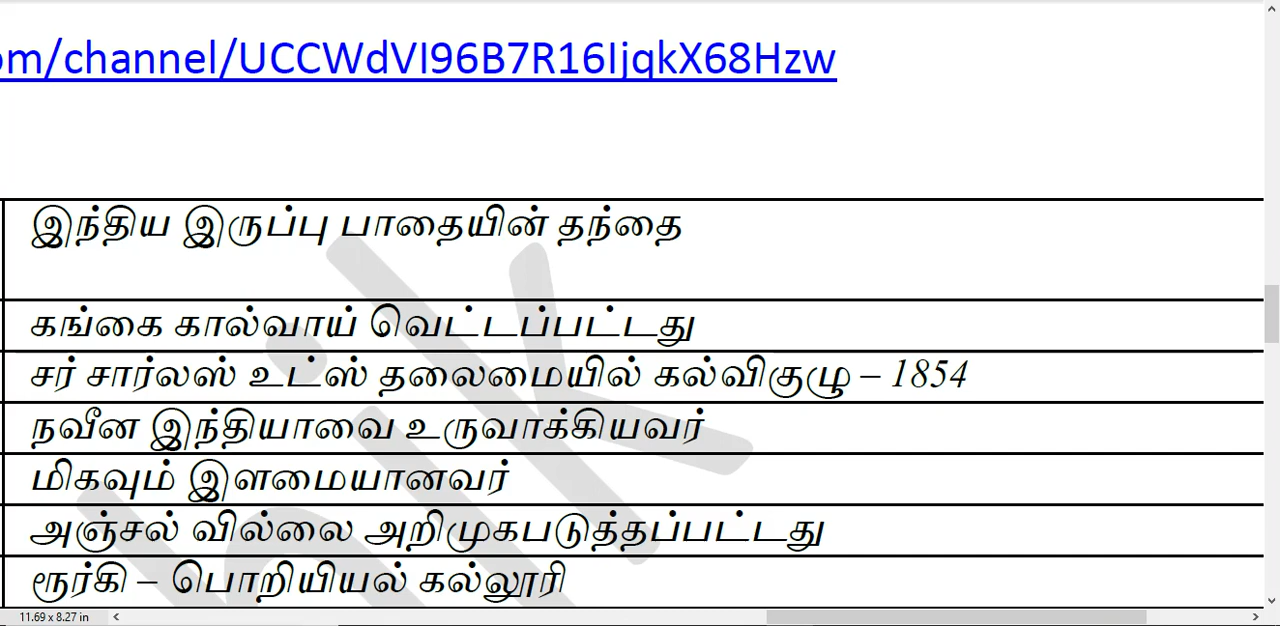 om/channel/UCCWdVI96B7R16IjqkX68Hzw
இந்திய இருப்பு பாதையின் தந்தை
கங்கை கால்வாய் வெட்டப்பட்டது
சர் சார்லஸ் உட்ஸ் தலைமையில் கல்விகுழு – 1854
நவீன இந்தியாவை உருவாக்கியவர்
மிகவும் இளமையானவர்
அஞ்சல் வில்லை அறிமுகபடுத்தப்பட்டது
ரூர்கி – பொறியியல் கல்லூரி
11.69 x 8.27 in